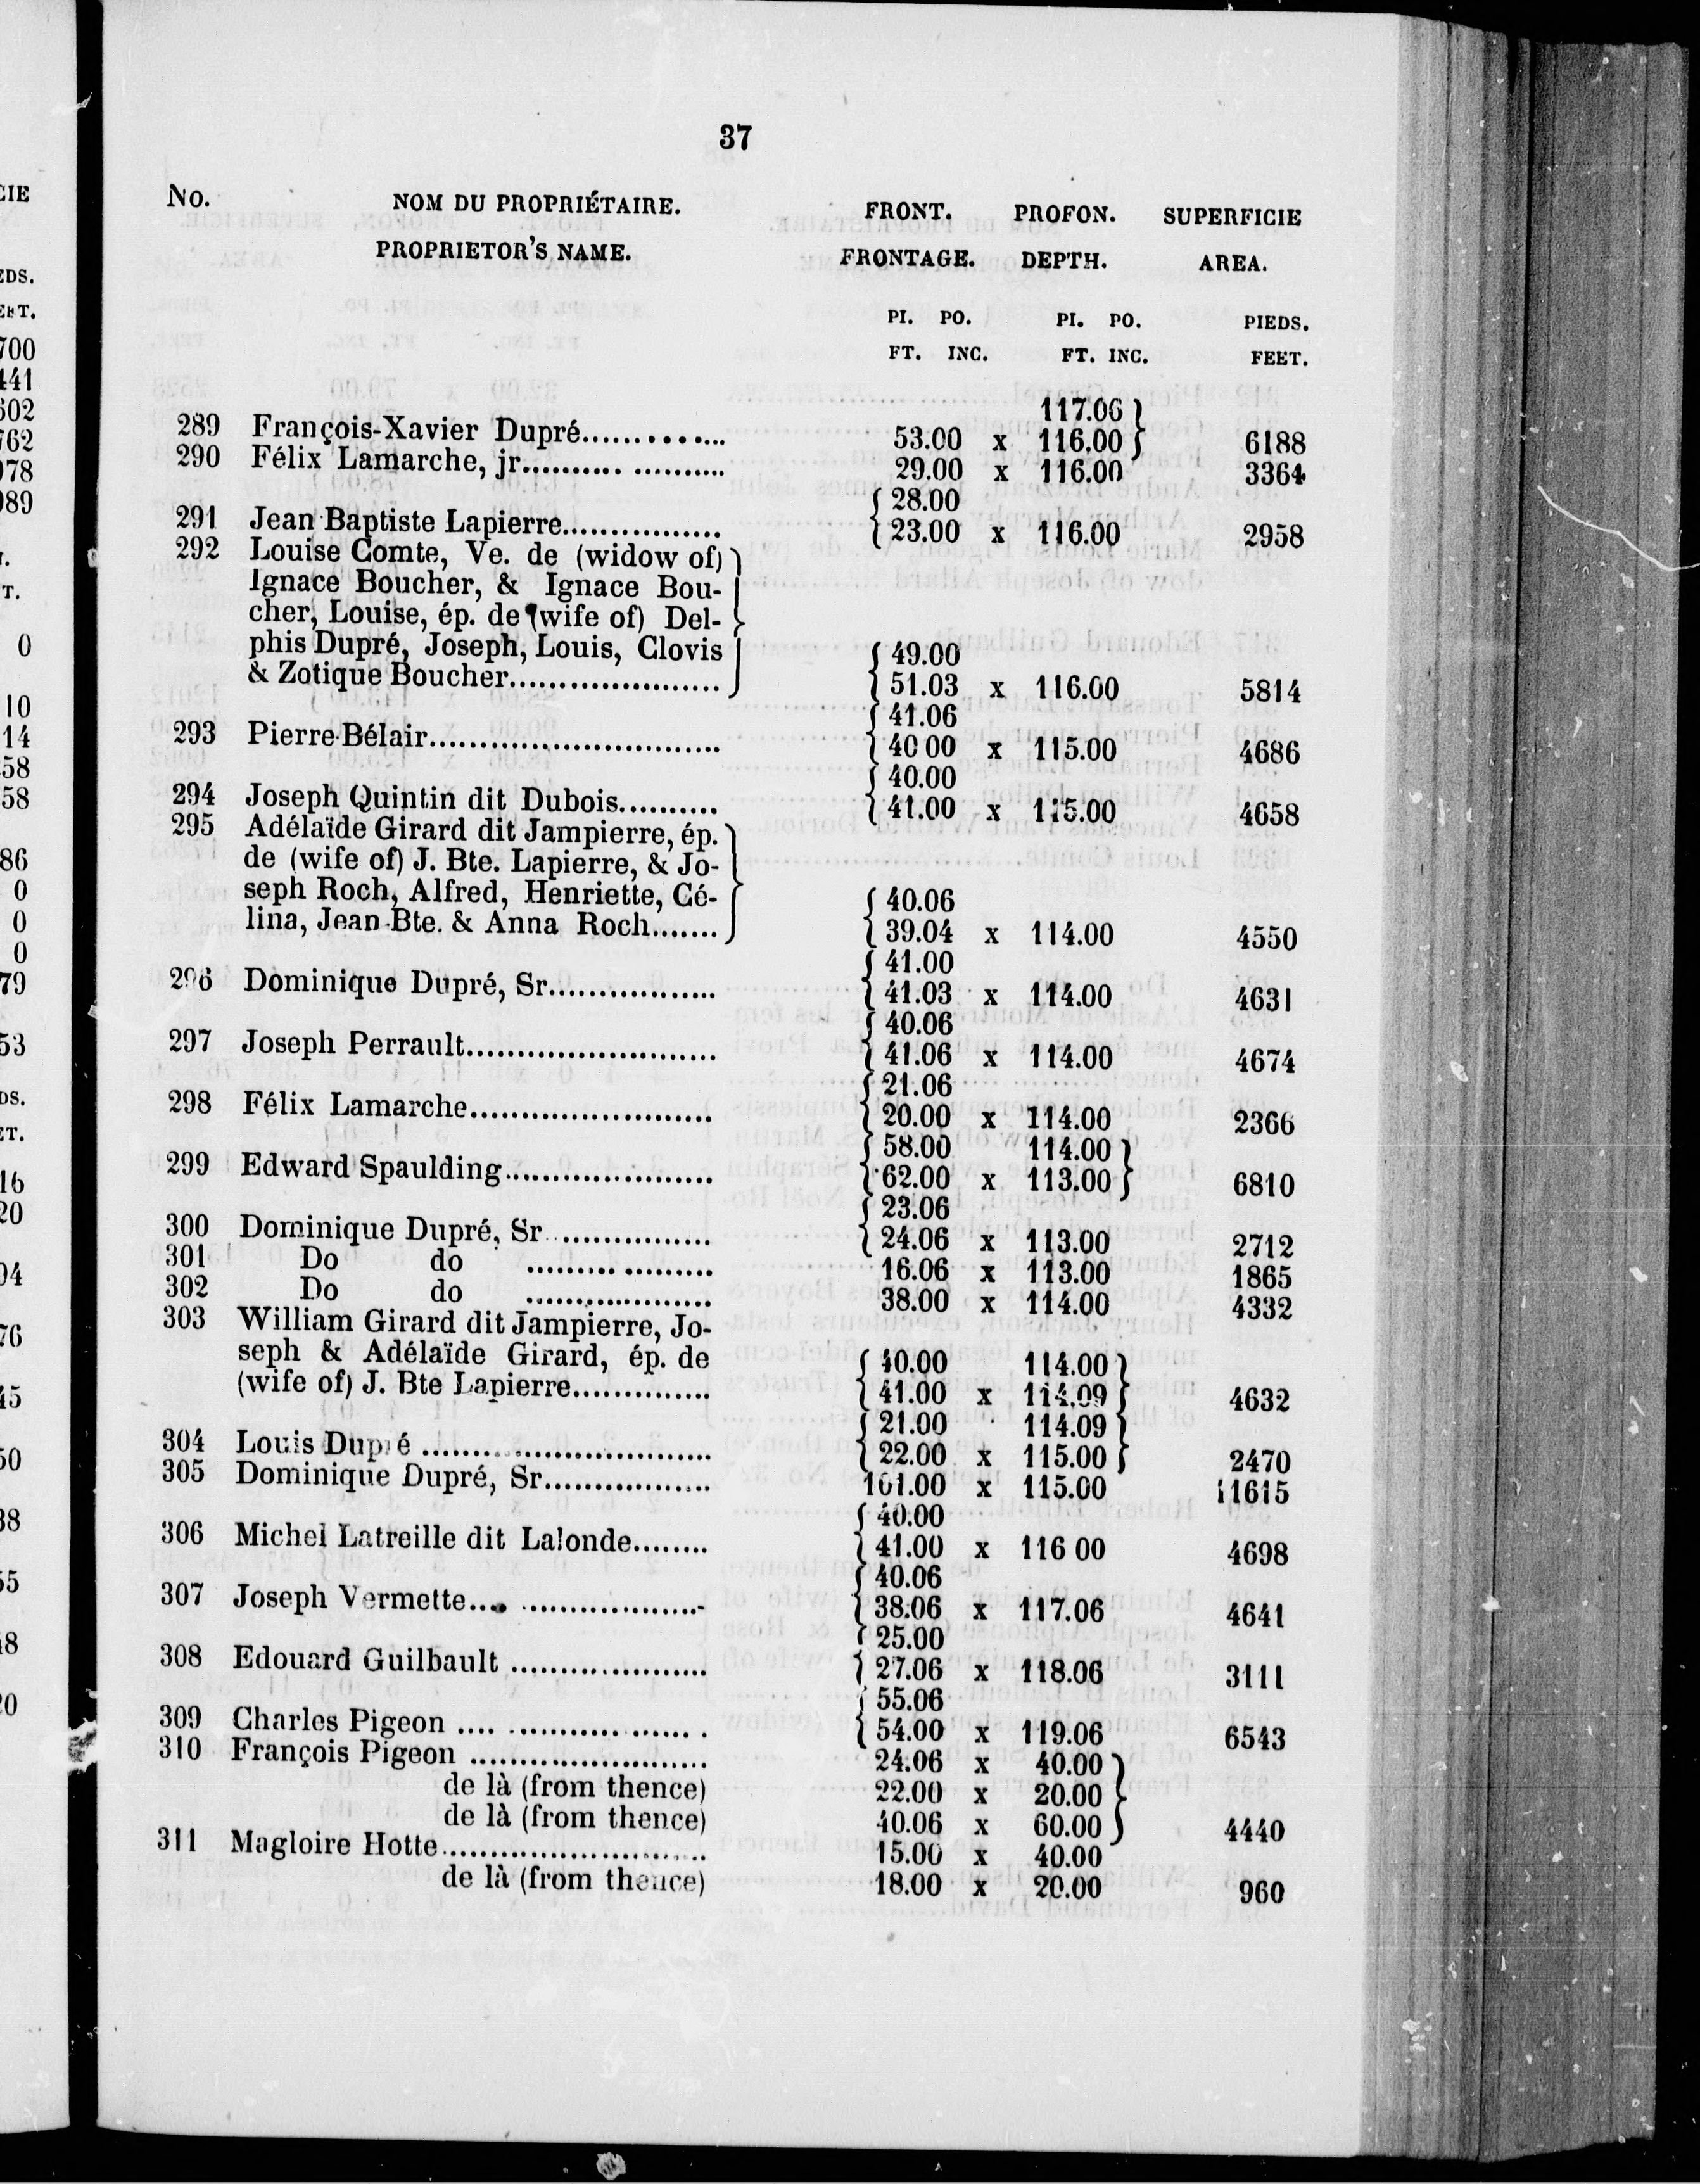 37
No. NOM DU PROPRIÉTAIRE. FRONT. PROFON. SUPERFICIE
PROPRIETOR'S NAME. FRONTAGE. DEPTH. AREA.
PI. PO. PI. PO. PIEDS.
FT. INC. FT. INC. FEET.
117.06 }
289 François-Xavier Dupré............. 53.00 x 116.00 } 6188
290 Félix Lamarche, jr.................... 29.00 x 116.00 3364
{ 28.00
291 Jean Baptiste Lapierre................ { 23.00 x 116.00 2958
292 Louise Comte, Ve. de (widow of)
Ignace Boucher, & Ignace Bou-
cher, Louise, ép. de (wife of) Del-
phis Dupré, Joseph, Louis, Clovis { 49.00
& Zotique Boucher..................... { 51.03 x 116.00 5814
{ 41.06
293 Pierre Bélair............................. { 40 00 x 115.00 4686
{ 40.00
294 Joseph Quintin dit Dubois.......... { 41.00 x 115.00 4658
295 Adélaïde Girard dit Jampierre, ép.
de (wife of) J. Bte. Lapierre, & Jo-
seph Roch, Alfred, Henriette, Cé- { 40.06
lina, Jean-Bte. & Anna Roch....... { 39.04 x 114.00 4550
{ 41.00
296 Dominique Dupré, Sr................. { 41.03 x 114.00 4631
{ 40.06
297 Joseph Perrault......................... { 41.06 x 114.00 4674
{ 21.06
298 Félix Lamarche........................ { 20.00 x 114.00 2366
{ 58.00 114.00 }
299 Edward Spaulding..................... { 62.00 x 113.00 } 6810
{ 23.06
300 Dominique Dupré, Sr ................ { 24.06 x 113.00 2712
301 Do do ................... 16.06 x 113.00 1865
302 Do do ................... 38.00 x 114.00 4332
303 William Girard dit Jampierre, Jo-
seph & Adélaïde Girard, ép. de { 40.00 114.00 }
(wife of) J. Bte Lapierre.............. { 41.00 x 114.09 } 4632
{ 21.00 114.09 }
304 Louis Dupré ............................. { 22.00 x 115.00 } 2470
305 Dominique Dupré, Sr................. 101.00 x 115.00 11615
{ 40.00
306 Michel Latreille dit Lalonde........ { 41.00 x 116 00 4698
{ 40.06
307 Joseph Vermette.... ................... { 38.06 x 117.06 4641
{ 25.00
308 Edouard Guilbault .................... { 27.06 x 118.06 3111
{ 55.06
309 Charles Pigeon .... .................... { 54.00 x 119.06 6543
310 François Pigeon ........................ 24.06 x 40.00 }
de là (from thence) 22.00 x 20.00 }
de là (from thence) 40.06 x 60.00 } 4440
311 Magloire Hotte.......................... 15.00 x 40.00
de là (from thence) 18.00 x 20.00 960